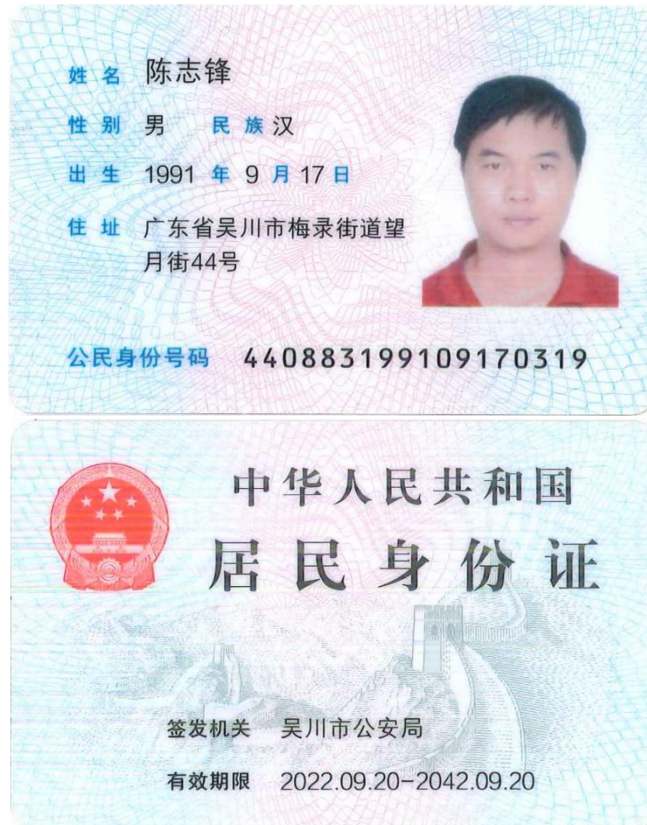 姓名 陈志锋
性别 男 民族 汉
出生 1991 年 9 月 17 日
住址 广东省吴川市梅录街道望
月街44号
公民身份号码 440883199109170319
中华人民共和国
居民身份证
签发机关 吴川市公安局
有效期限 2022.09.20-2042.09.20